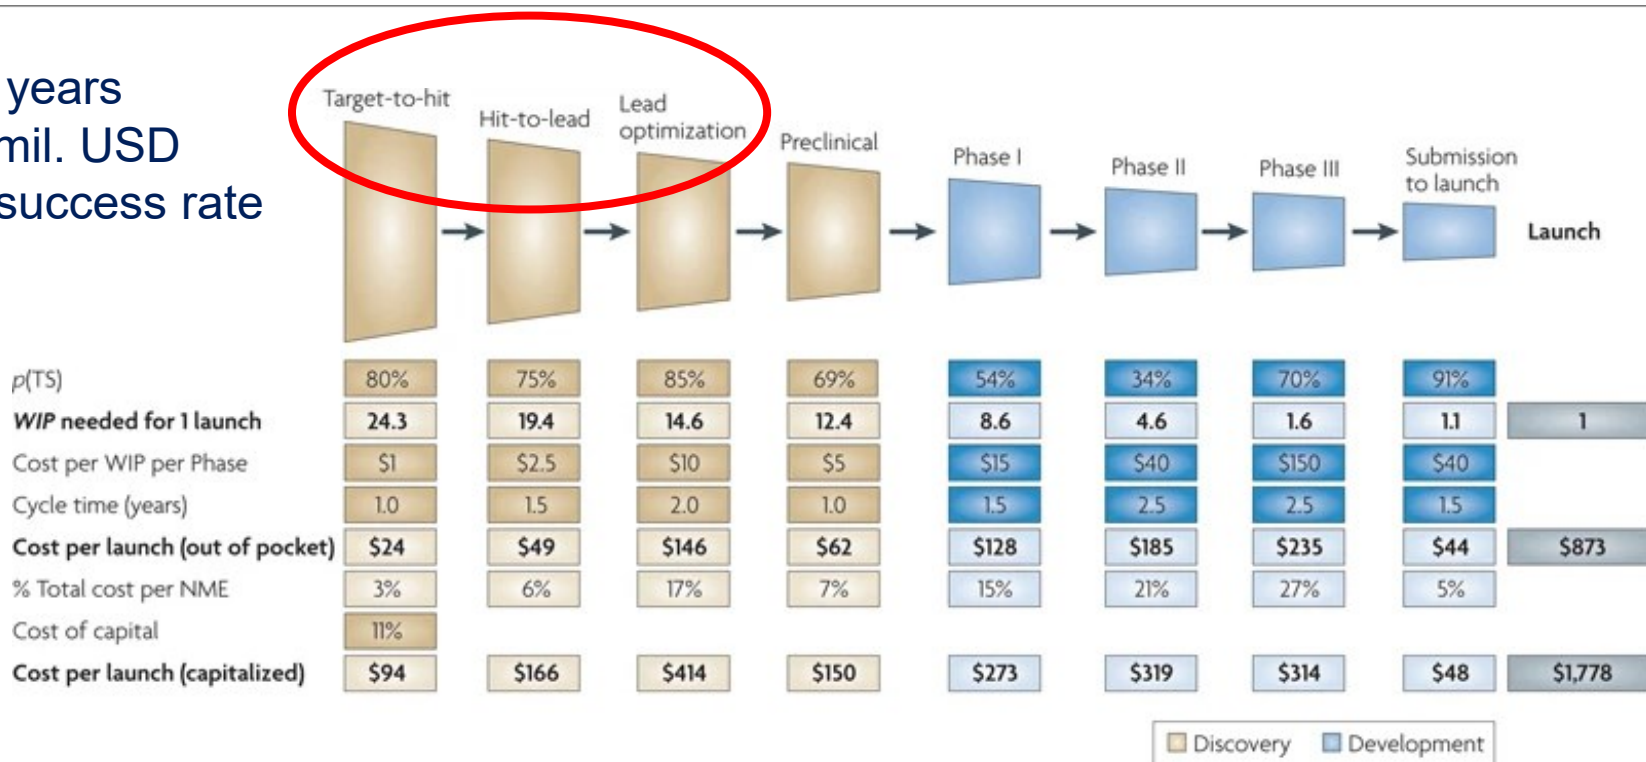 years
mil. USD
success rate
Target-to-hit
Hit-to-lead
Lead
optimization
Preclinical
Phase I
Phase II
Phase III
Submission
to launch
Launch
p(TS) 80% 75% 85% 69% 54% 34% 70% 91%
WIP needed for 1 launch 24.3 19.4 14.6 12.4 8.6 4.6 1.6 1.1 1
Cost per WIP per Phase $1 $2.5 $10 $5 $15 $40 $150 $40
Cycle time (years) 1.0 1.5 2.0 1.0 1.5 2.5 2.5 1.5
Cost per launch (out of pocket) $24 $49 $146 $62 $128 $185 $235 $44 $873
% Total cost per NME 3% 6% 17% 7% 15% 21% 27% 5%
Cost of capital 11%
Cost per launch (capitalized) $94 $166 $414 $150 $273 $319 $314 $48 $1,778
Discovery Development